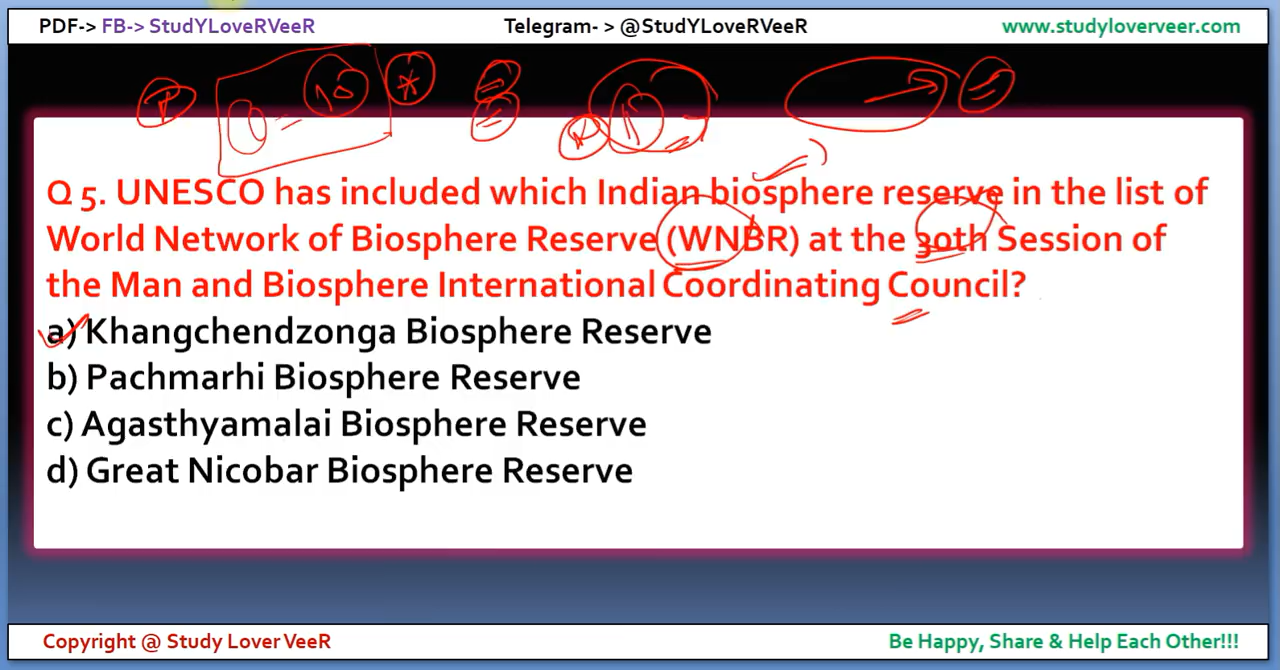 PDF-> FB-> StudYLoveRVeeR Telegram- > @StudYLoveRVeeR www.studyloverveer.com
Q 5. UNESCO has included which Indian biosphere reserve in the list of
World Network of Biosphere Reserve (WNBR) at the 30th Session of
the Man and Biosphere International Coordinating Council?
a) Khangchendzonga Biosphere Reserve
b) Pachmarhi Biosphere Reserve
c) Agasthyamalai Biosphere Reserve
d) Great Nicobar Biosphere Reserve
Copyright @ Study Lover VeeR Be Happy, Share & Help Each Other!!!